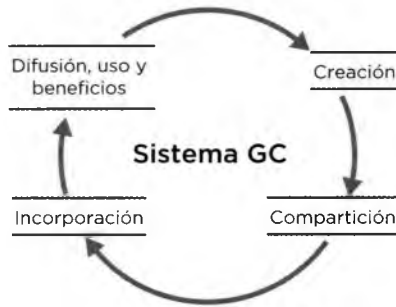 Difusión, uso y
beneficios
Creación
Sistema GC
Incorporación
Compartición